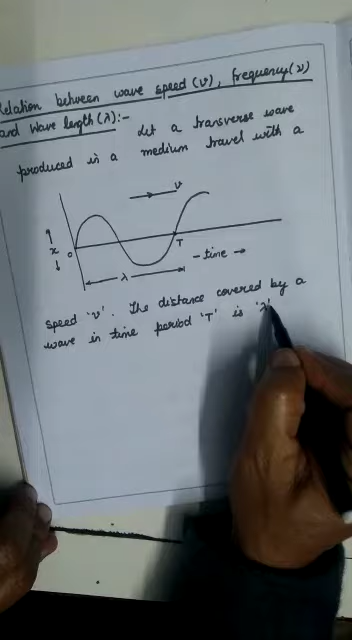 Relation between wave speed (v), frequency(ν)
and Wave length(λ):-
Let a transverse wave
produced in a medium travel with a
v
x
o
T
- time →
λ
speed 'v'. The distance covered by a
wave in time period 'T' is 'λ'